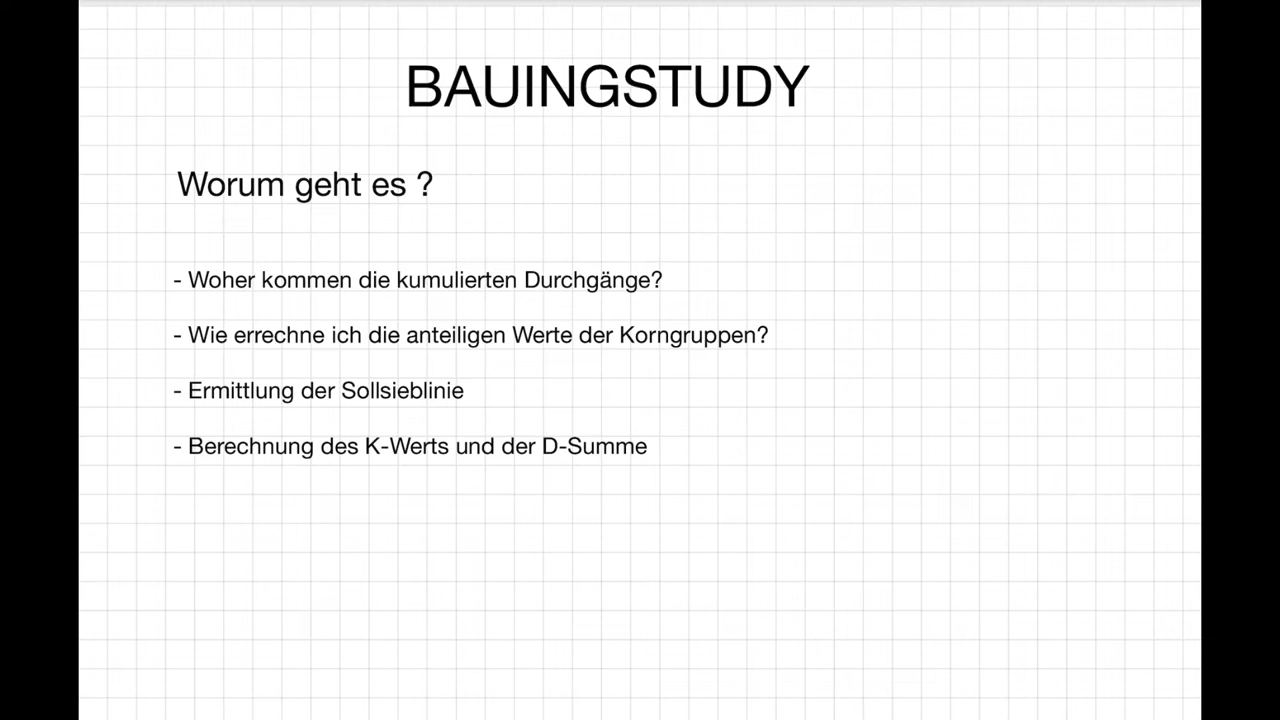 BAUINGSTUDY
Worum geht es ?
- Woher kommen die kumulierten Durchgänge?
- Wie errechne ich die anteiligen Werte der Korngruppen?
- Ermittlung der Sollsieblinie
- Berechnung des K-Werts und der D-Summe